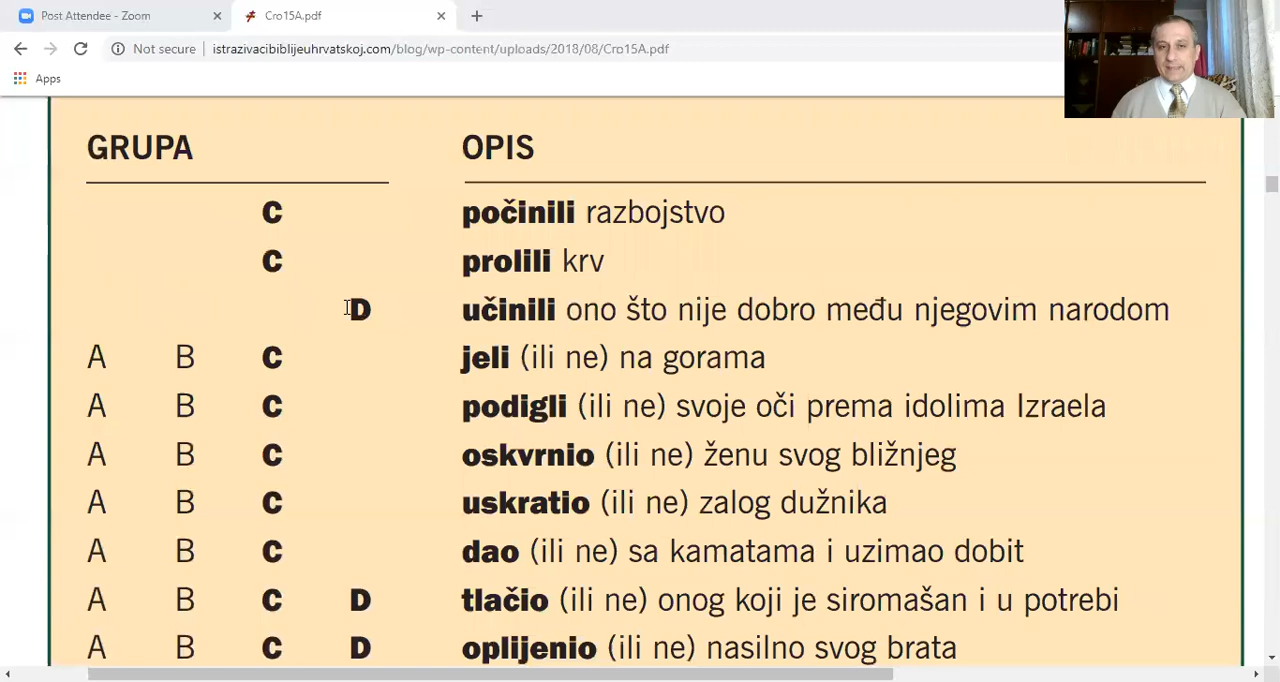 Post Attendee - Zoom
Cro15A.pdf
Not secure | istrazivacibiblijeuhrvatskoj.com/blog/wp-content/uploads/2018/08/Cro15A.pdf
Apps
GRUPA OPIS
C počinili razbojstvo
C prolili krv
D učinili ono što nije dobro među njegovim narodom
A B C jeli (ili ne) na gorama
A B C podigli (ili ne) svoje oči prema idolima Izraela
A B C oskvrnio (ili ne) ženu svog bližnjeg
A B C uskratio (ili ne) zalog dužnika
A B C dao (ili ne) sa kamatama i uzimao dobit
A B C D tlačio (ili ne) onog koji je siromašan i u potrebi
A B C D oplijenio (ili ne) nasilno svog brata